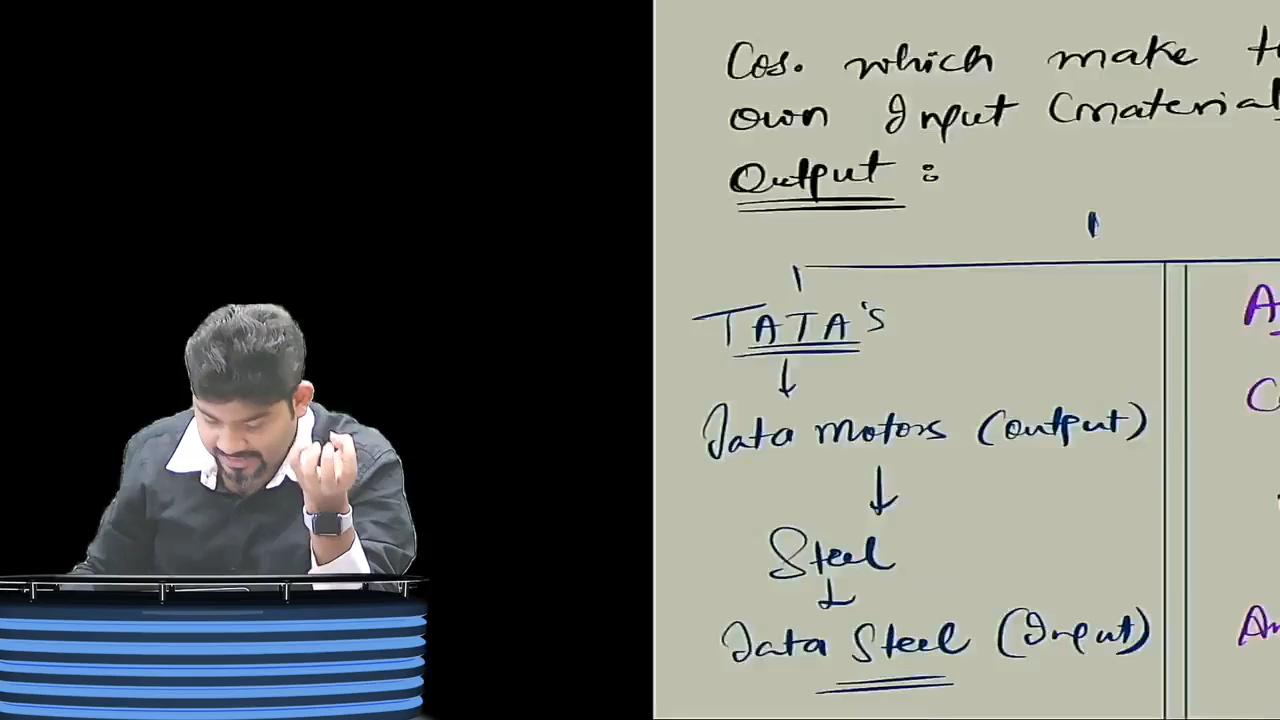 Cos. which make
own Input (material
Output :
TATA's
Tata Motors (output)
Steel
Tata Steel (Input)